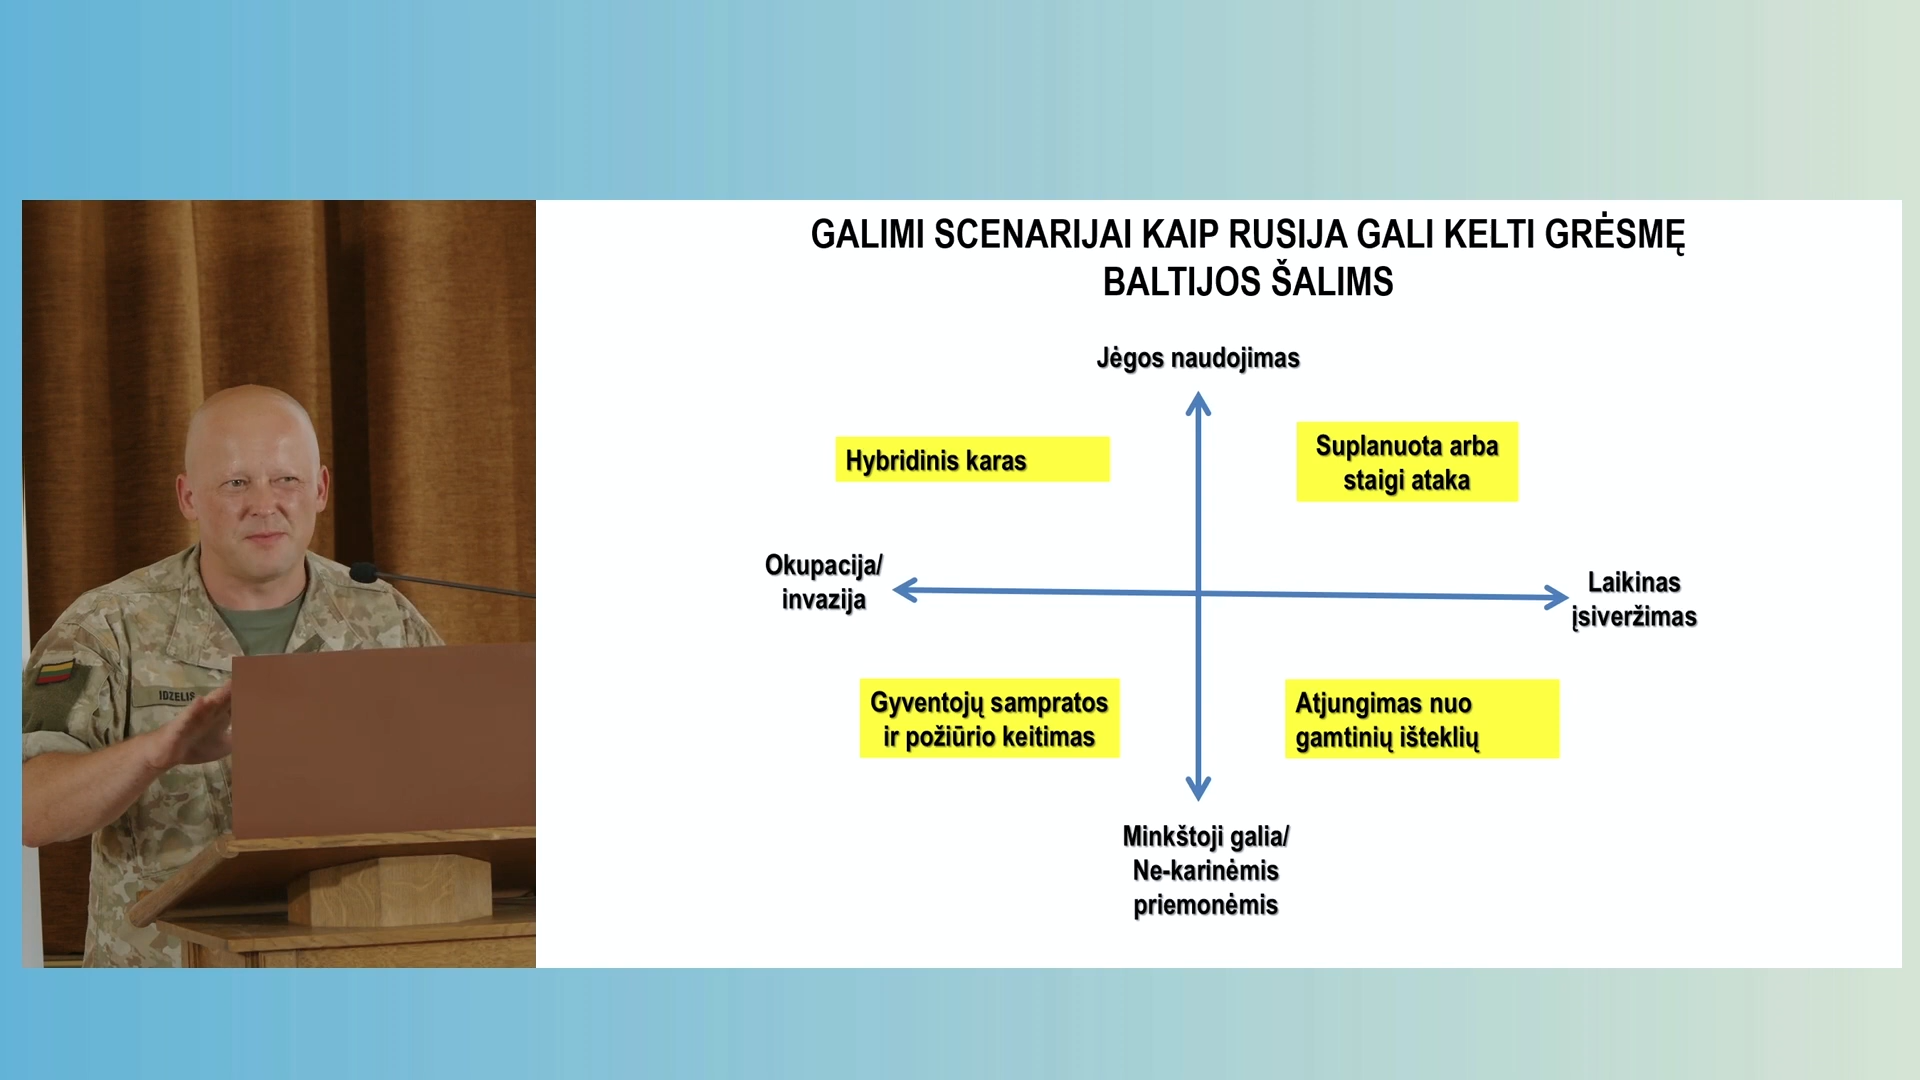 GALIMI SCENARIJAI KAIP RUSIJA GALI KELTI GRĖSMĘ
BALTIJOS ŠALIMS
Jėgos naudojimas
Hybridinis karas
Suplanuota arba
staigi ataka
Okupacija/
invazija
Laikinas
įsiveržimas
Gyventojų sampratos
ir požiūrio keitimas
Atjungimas nuo
gamtinių išteklių
Minkštoji galia/
Ne-karinėmis
priemonėmis
IDZELIS